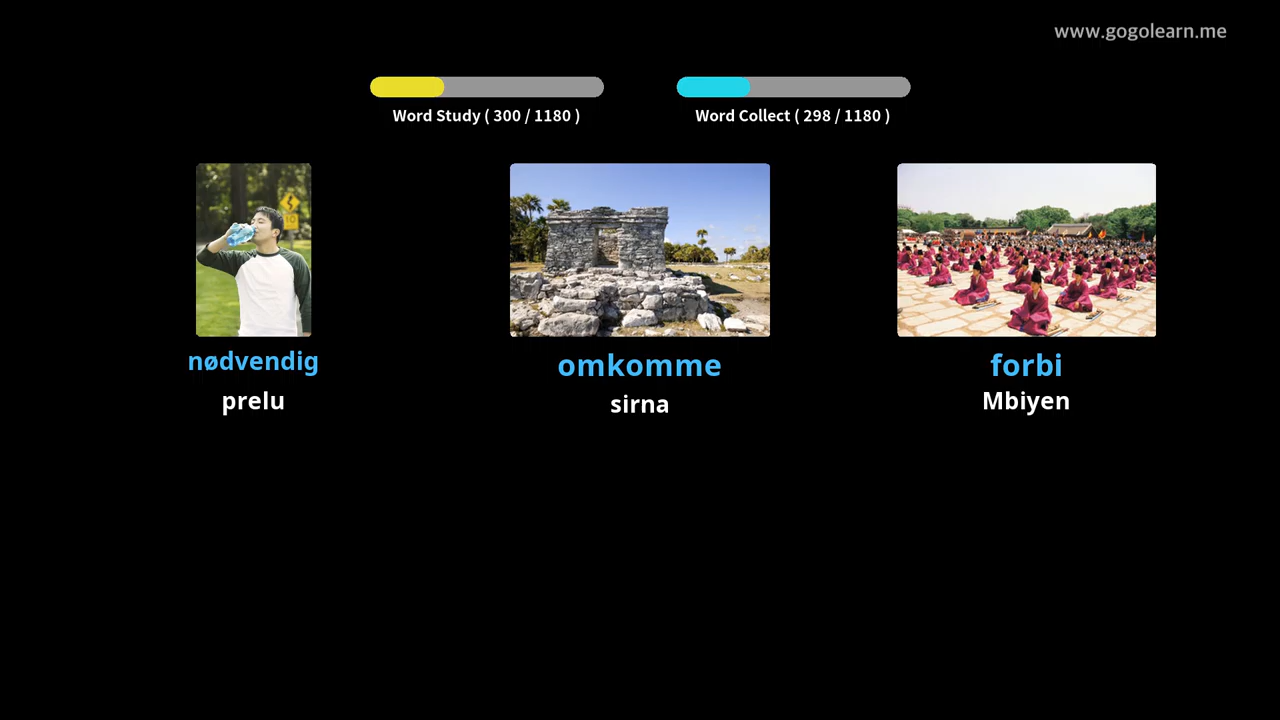 www.gogolearn.me
Word Study ( 300 / 1180 )
Word Collect ( 298 / 1180 )
nødvendig
prelu
omkomme
sirna
forbi
Mbiyen